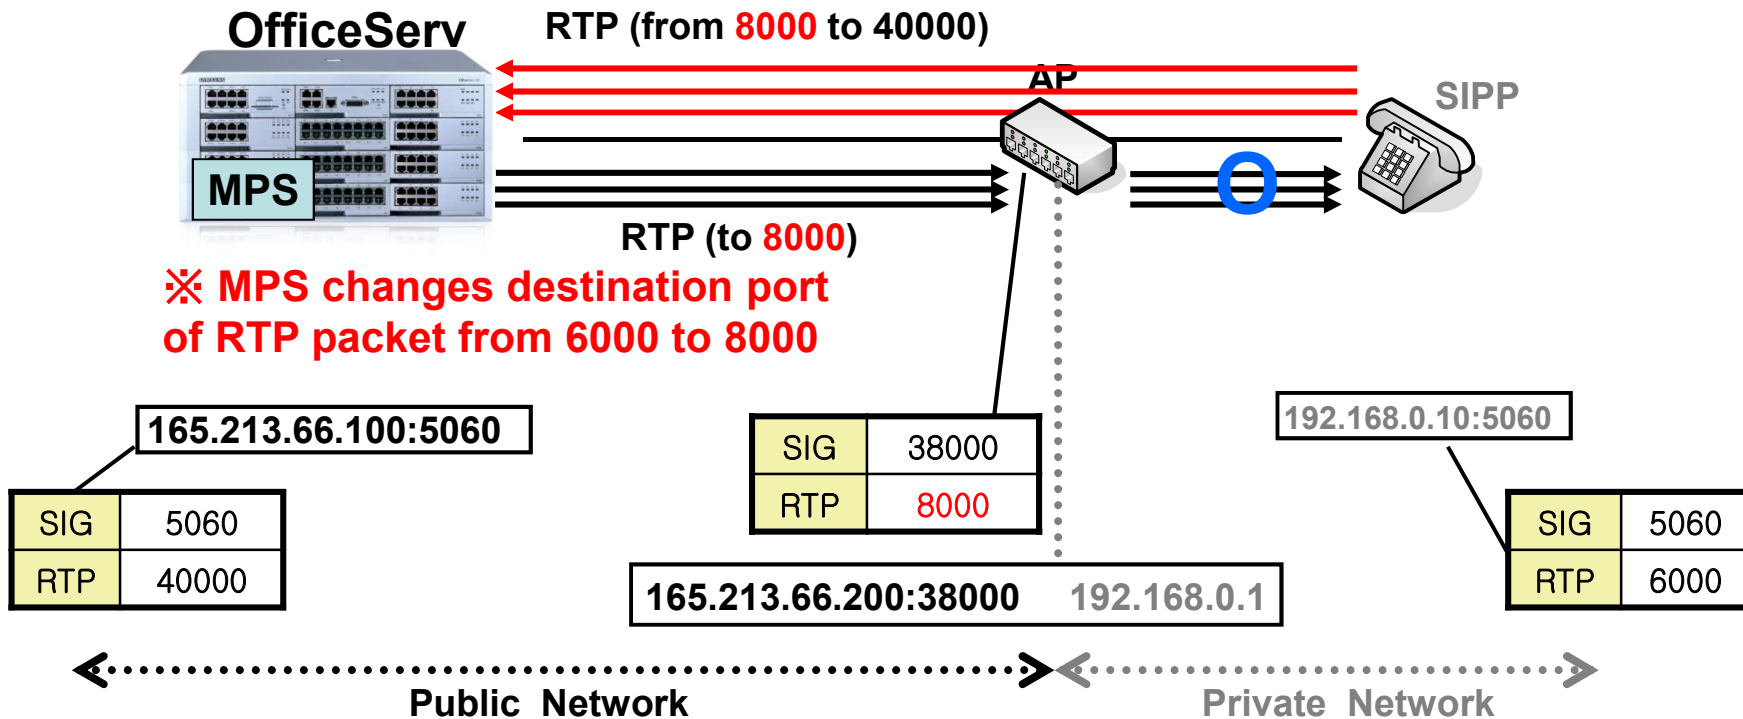 OfficeServ
RTP (from 8000 to 40000)
AP
SIPP
MPS
RTP (to 8000)
※ MPS changes destination port
of RTP packet from 6000 to 8000
165.213.66.100:5060
192.168.0.10:5060
SIG 38000
RTP 8000
SIG 5060
RTP 40000
SIG 5060
RTP 6000
165.213.66.200:38000 192.168.0.1
Public Network
Private Network